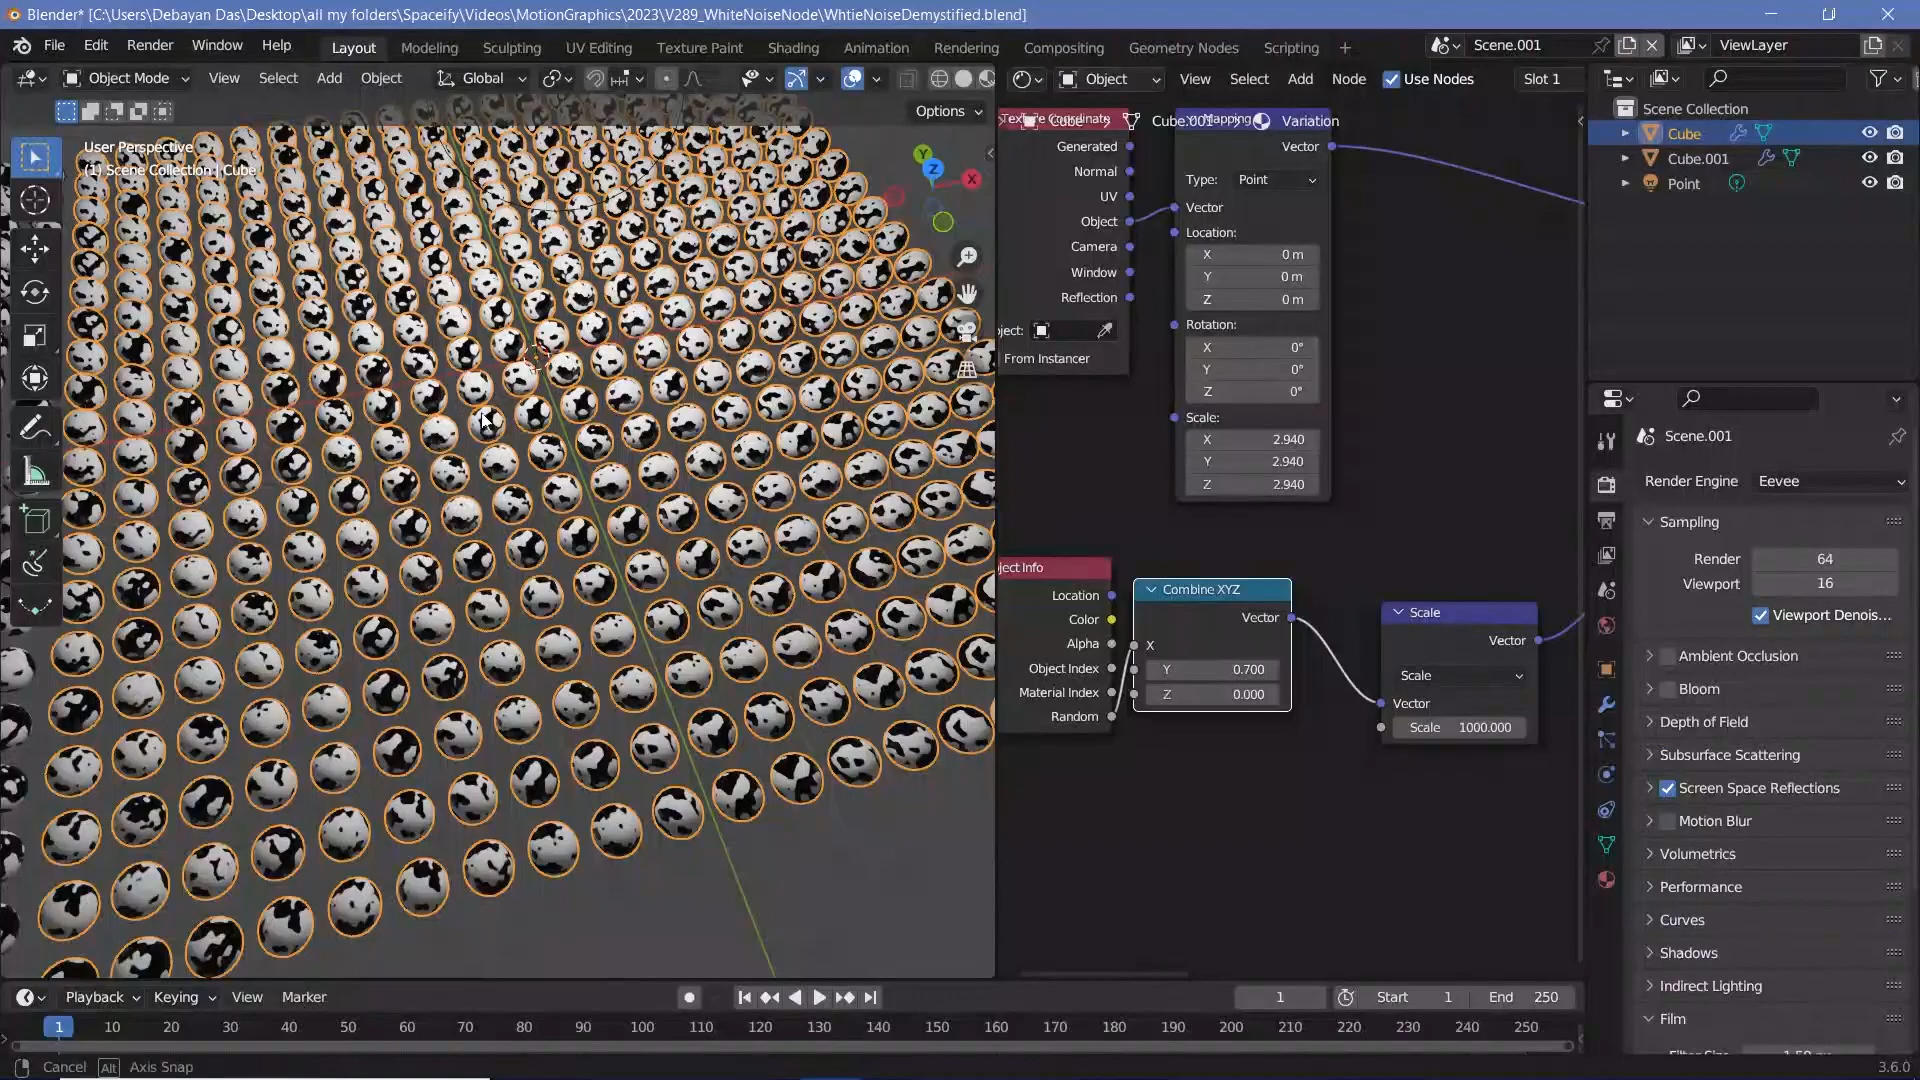 Blender* [C:\Users\Debayan Das\Desktop\all my folders\Spaceify\Videos\MotionGraphics\2023\V289_WhiteNoiseNode\WhtieNoiseDemystified.blend]
File Edit Render Window Help Layout Modeling Sculpting UV Editing Texture Paint Shading Animation Rendering Compositing Geometry Nodes Scripting + Scene.001 ViewLayer
Object Mode View Select Add Object Global
Options
User Perspective
(1) Scene Collection | Cube
Y
Z
X
Object View Select Add Node Use Nodes Slot 1
Cube Cube.001 Variation
Texture Coordinate
Generated
Normal
UV
Object
Camera
Window
Reflection
ject:
From Instancer
Mapping
Vector
Type: Point
Vector
Location:
X 0 m
Y 0 m
Z 0 m
Rotation:
X 0°
Y 0°
Z 0°
Scale:
X 2.940
Y 2.940
Z 2.940
ject Info
Location
Color
Alpha
Object Index
Material Index
Random
Combine XYZ
Vector
X
Y 0.700
Z 0.000
Scale
Vector
Scale
Vector
Scale 1000.000
Scene Collection
Cube
Cube.001
Point
Scene.001
Render Engine Eevee
Sampling
Render 64
Viewport 16
Viewport Denois...
Ambient Occlusion
Bloom
Depth of Field
Subsurface Scattering
Screen Space Reflections
Motion Blur
Volumetrics
Performance
Curves
Shadows
Indirect Lighting
Film
Playback Keying View Marker 1 Start 1 End 250
1 10 20 30 40 50 60 70 80 90 100 110 120 130 140 150 160 170 180 190 200 210 220 230 240 250
Cancel Alt Axis Snap
3.6.0